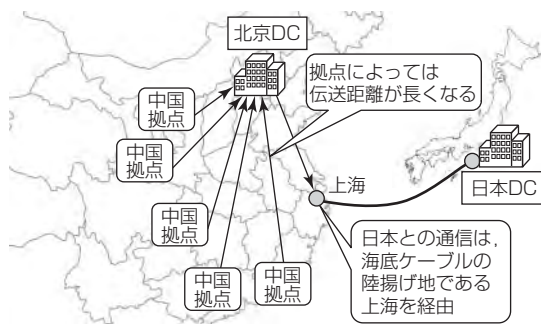 北京DC
拠点によっては
伝送距離が長くなる
中国
拠点
中国
拠点
中国
拠点
中国
拠点
中国
拠点
上海
日本DC
日本との通信は,
海底ケーブルの
陸揚げ地である
上海を経由